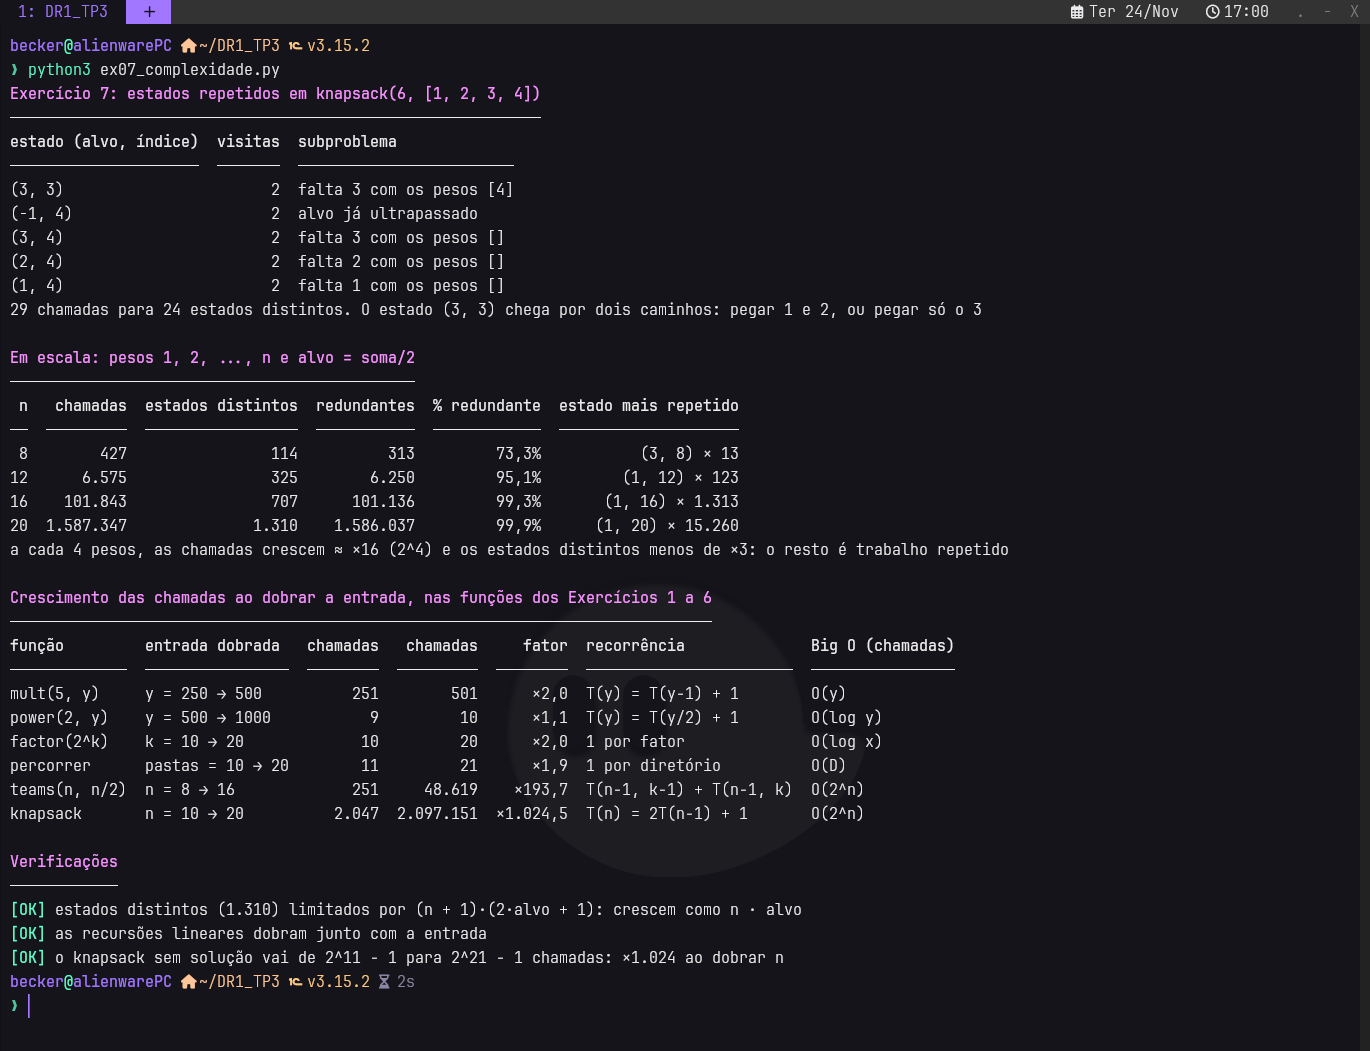 1: DR1_TP3 + Ter 24/Nov 17:00 . - X
becker@alienwarePC ~/DR1_TP3 v3.15.2
❯ python3 ex07_complexidade.py
Exercício 7: estados repetidos em knapsack(6, [1, 2, 3, 4])
estado (alvo, índice) visitas subproblema
(3, 3) 2 falta 3 com os pesos [4]
(-1, 4) 2 alvo já ultrapassado
(3, 4) 2 falta 3 com os pesos []
(2, 4) 2 falta 2 com os pesos []
(1, 4) 2 falta 1 com os pesos []
29 chamadas para 24 estados distintos. O estado (3, 3) chega por dois caminhos: pegar 1 e 2, ou pegar só o 3
Em escala: pesos 1, 2, ..., n e alvo = soma/2
n chamadas estados distintos redundantes % redundante estado mais repetido
8 427 114 313 73,3% (3, 8) × 13
12 6.575 325 6.250 95,1% (1, 12) × 123
16 101.843 707 101.136 99,3% (1, 16) × 1.313
20 1.587.347 1.310 1.586.037 99,9% (1, 20) × 15.260
a cada 4 pesos, as chamadas crescem ≈ ×16 (2^4) e os estados distintos menos de ×3: o resto é trabalho repetido
Crescimento das chamadas ao dobrar a entrada, nas funções dos Exercícios 1 a 6
função entrada dobrada chamadas chamadas fator recorrência Big O (chamadas)
mult(5, y) y = 250 → 500 251 501 ×2,0 T(y) = T(y-1) + 1 O(y)
power(2, y) y = 500 → 1000 9 10 ×1,1 T(y) = T(y/2) + 1 O(log y)
factor(2^k) k = 10 → 20 10 20 ×2,0 1 por fator O(log x)
percorrer pastas = 10 → 20 11 21 ×1,9 1 por diretório O(D)
teams(n, n/2) n = 8 → 16 251 48.619 ×193,7 T(n-1, k-1) + T(n-1, k) O(2^n)
knapsack n = 10 → 20 2.047 2.097.151 ×1.024,5 T(n) = 2T(n-1) + 1 O(2^n)
Verificações
[OK] estados distintos (1.310) limitados por (n + 1)·(2·alvo + 1): crescem como n · alvo
[OK] as recursões lineares dobram junto com a entrada
[OK] o knapsack sem solução vai de 2^11 - 1 para 2^21 - 1 chamadas: ×1.024 ao dobrar n
becker@alienwarePC ~/DR1_TP3 v3.15.2 2s
❯